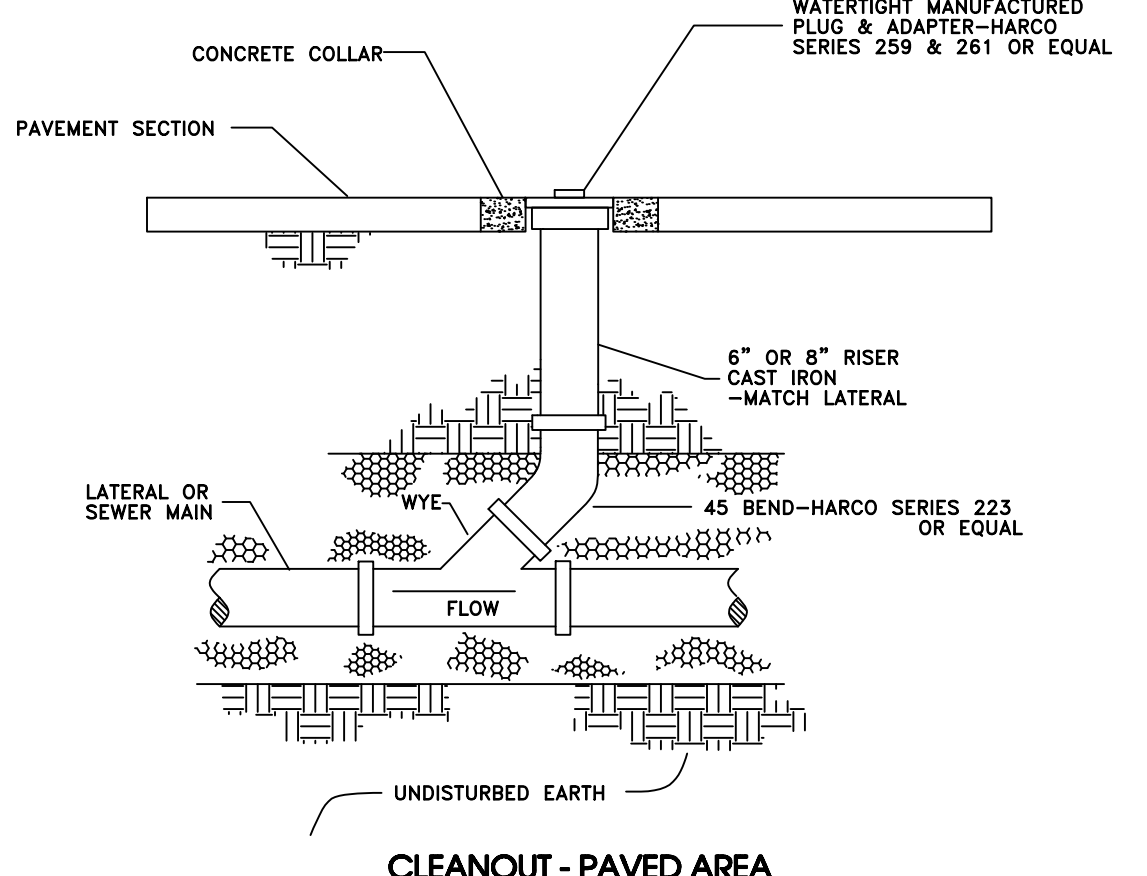 WATERTIGHT MANUFACTURED
PLUG & ADAPTER-HARCO
SERIES 259 & 261 OR EQUAL
CONCRETE COLLAR
PAVEMENT SECTION
6" OR 8" RISER
CAST IRON
-MATCH LATERAL
LATERAL OR
SEWER MAIN
WYE
45 BEND-HARCO SERIES 223
OR EQUAL
FLOW
UNDISTURBED EARTH
CLEANOUT - PAVED AREA